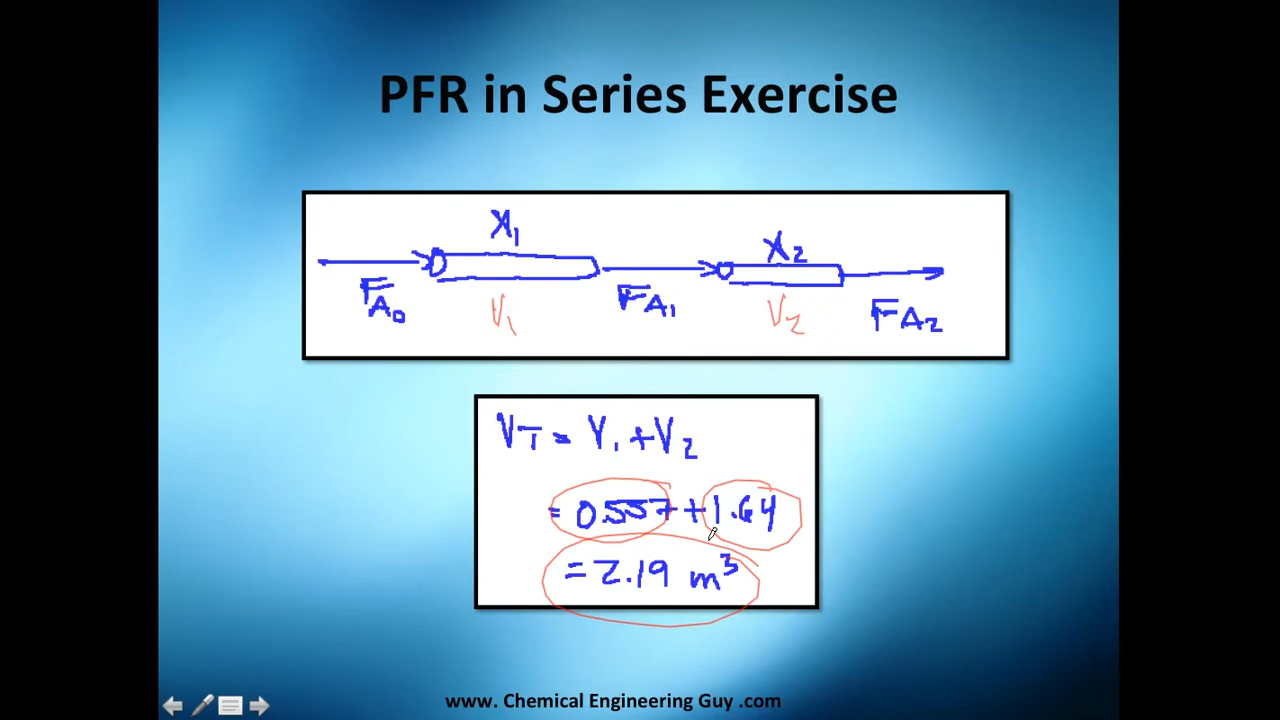 PFR in Series Exercise
X1 X2
FA0 V1 FA1 V2 FA2
VT = V1 + V2
= 0.557 + 1.64
= 2.19 m³
www. Chemical Engineering Guy .com